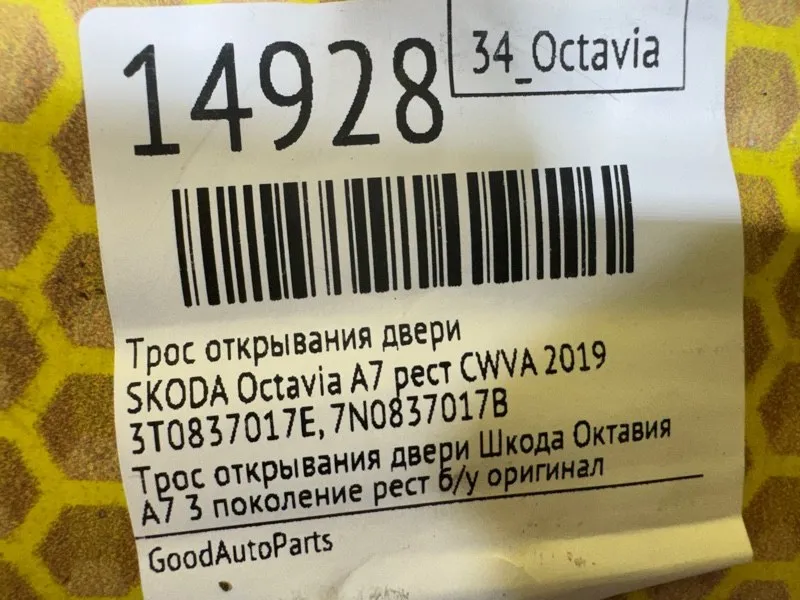 14928
34_Octavia
Трос открывания двери
SKODA Octavia A7 рест CWVA 2019
3T0837017E, 7N0837017B
Трос открывания двери Шкода Октавия
А7 3 поколение рест б/у оригинал
GoodAutoParts